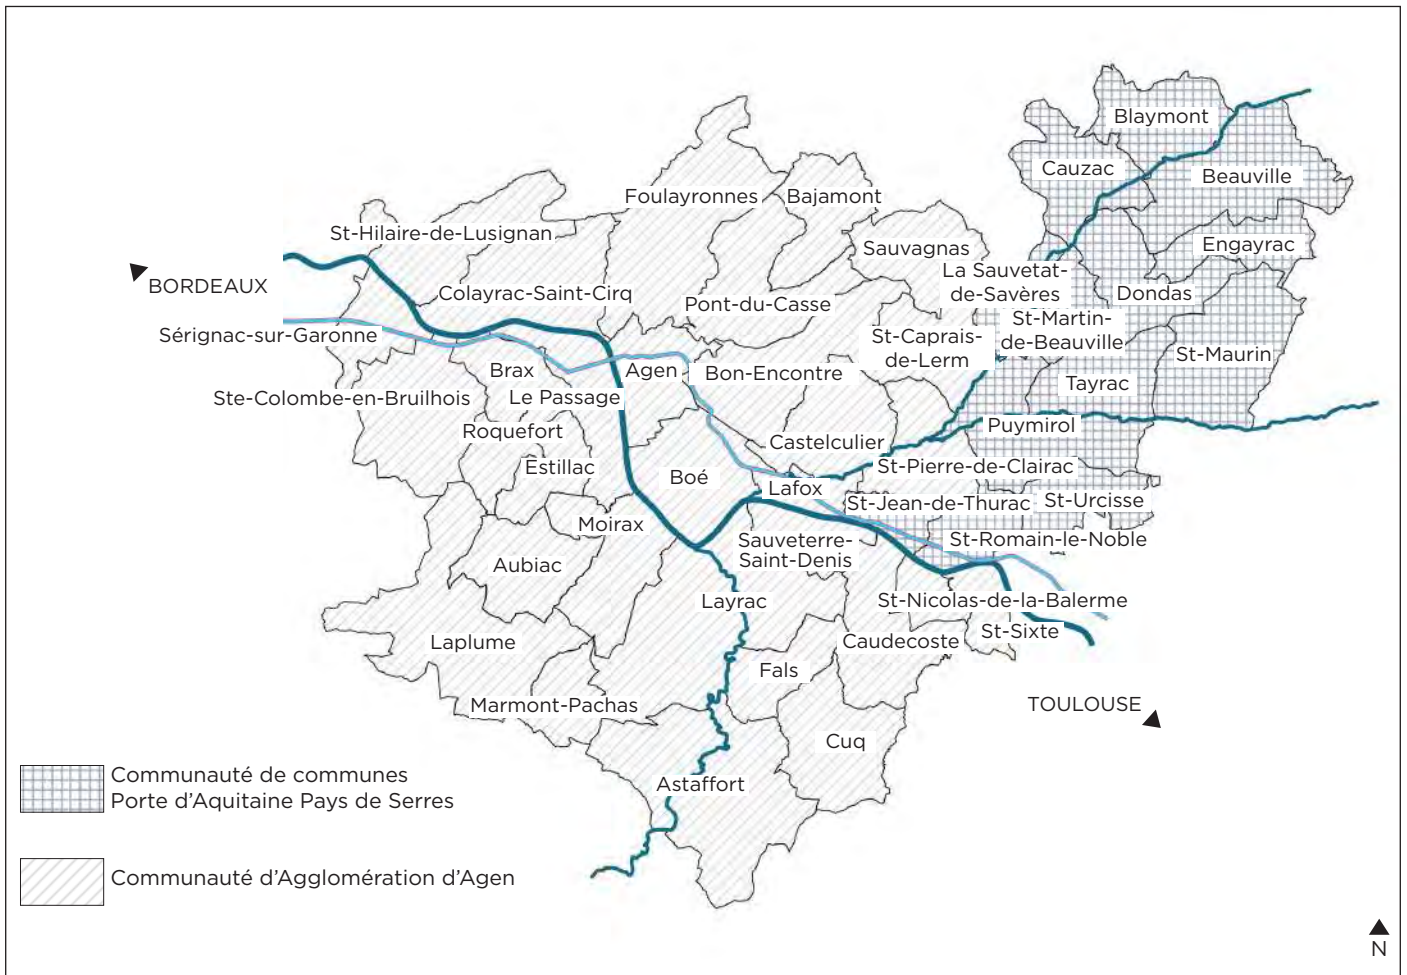 Blaymont
Cauzac
Beauville
Foulayronnes
Bajamont
St-Hilaire-de-Lusignan
Sauvagnas
Engayrac
La Sauvetat-
de-Savères
BORDEAUX
Colayrac-Saint-Cirq
Pont-du-Casse
Dondas
St-Martin-
de-Beauville
Sérignac-sur-Garonne
St-Caprais-
de-Lerm
St-Maurin
Brax
Agen
Bon-Encontre
Tayrac
Ste-Colombe-en-Bruilhois
Le Passage
Puymirol
Roquefort
Castelculier
Estillac
St-Pierre-de-Clairac
Boé
Lafox
St-Jean-de-Thurac
St-Urcisse
Moirax
Sauveterre-
Saint-Denis
St-Romain-le-Noble
Aubiac
Layrac
St-Nicolas-de-la-Balerme
Laplume
Caudecoste
St-Sixte
Fals
Marmont-Pachas
TOULOUSE
Cuq
Astaffort
Communauté de communes
Porte d'Aquitaine Pays de Serres
Communauté d'Agglomération d'Agen
N